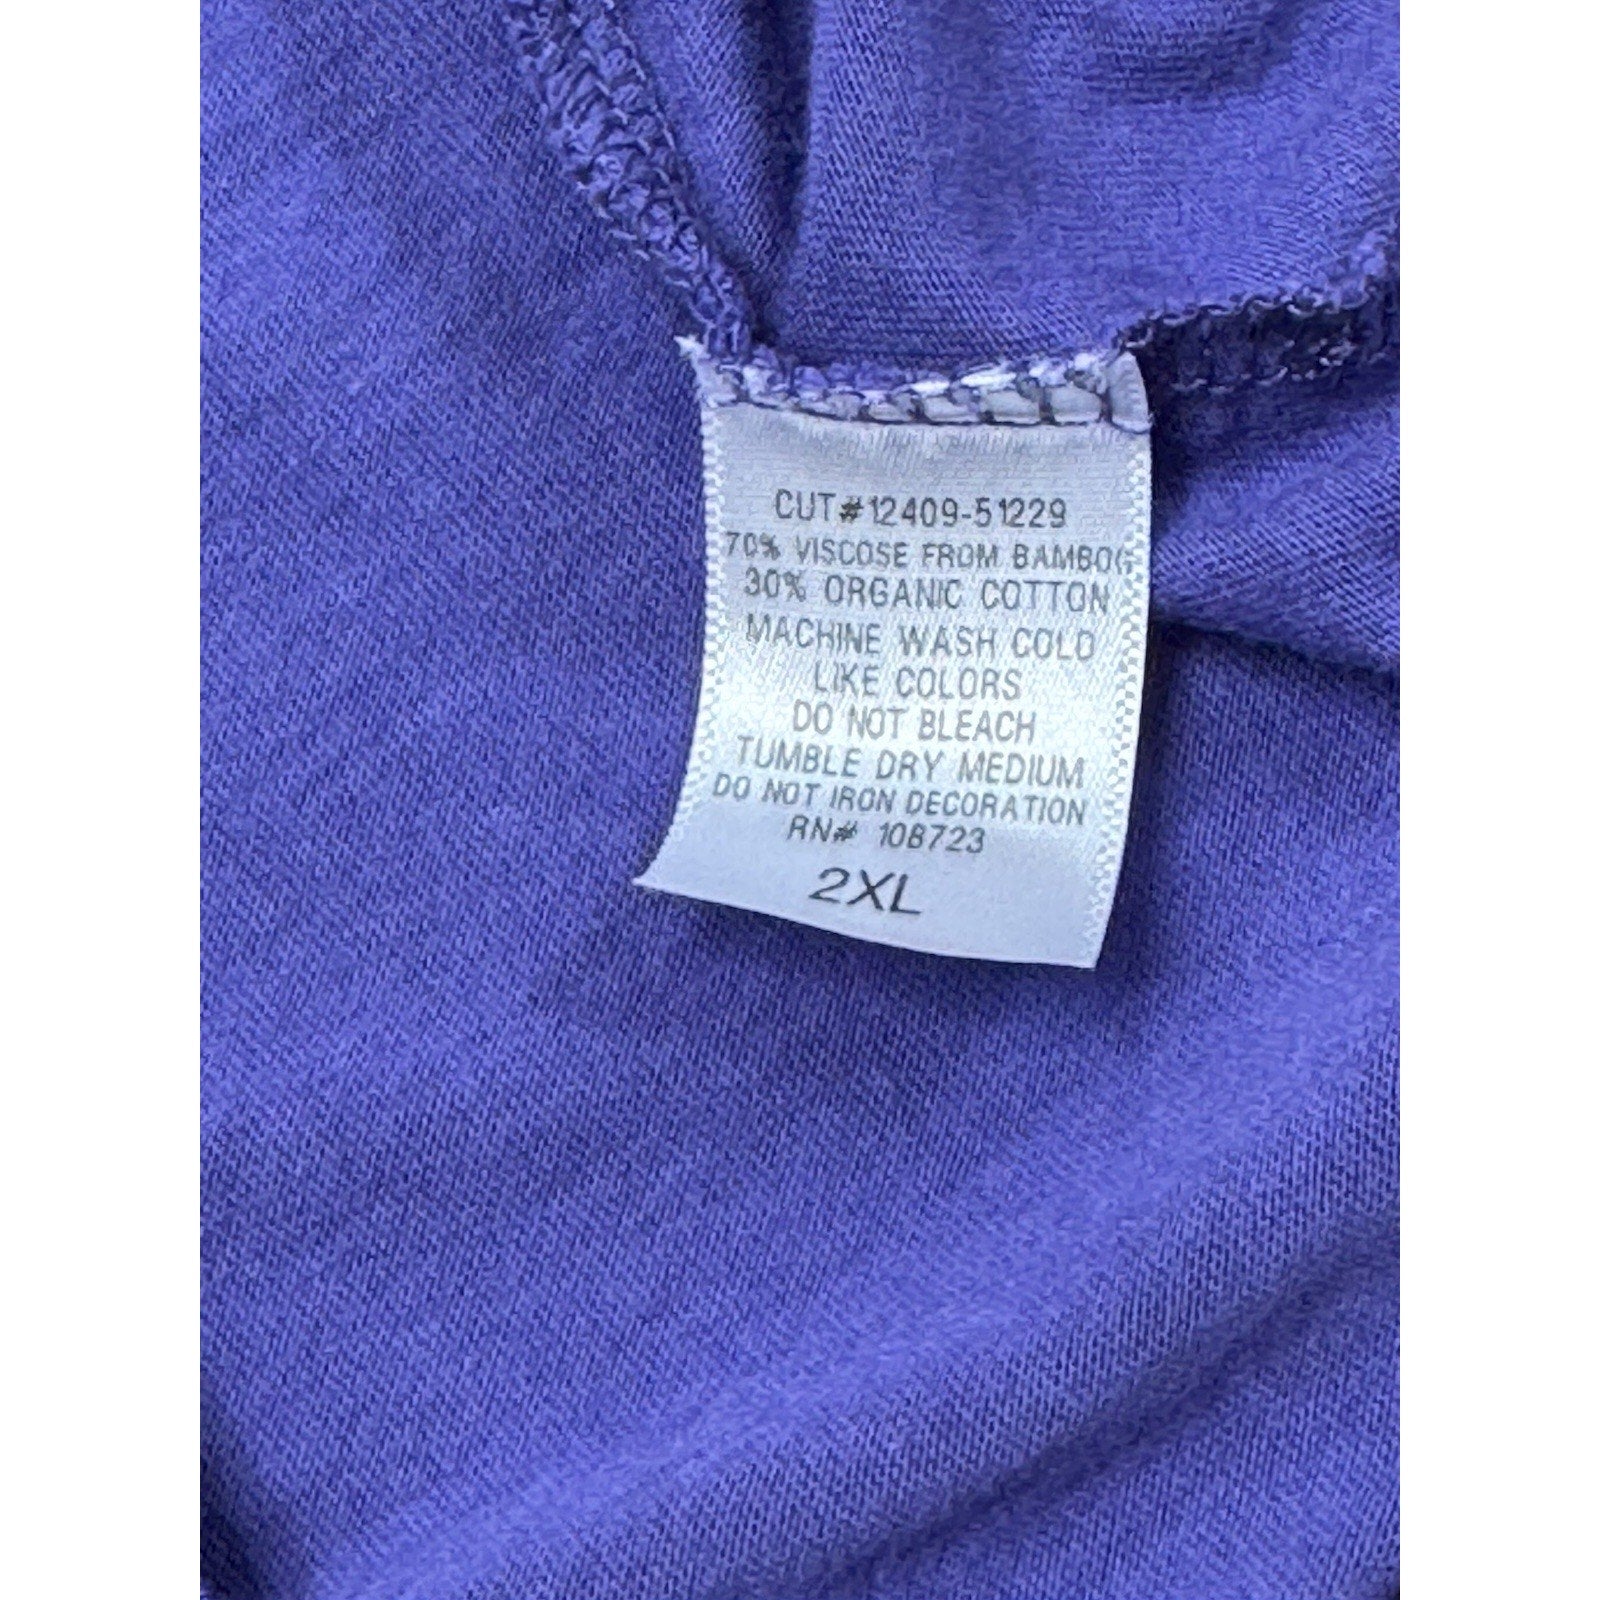 CUT#12409-51229
70% VISCOSE FROM BAMBOO
30% ORGANIC COTTON
MACHINE WASH COLD
LIKE COLORS
DO NOT BLEACH
TUMBLE DRY MEDIUM
DO NOT IRON DECORATION
RN# 108723
2XL